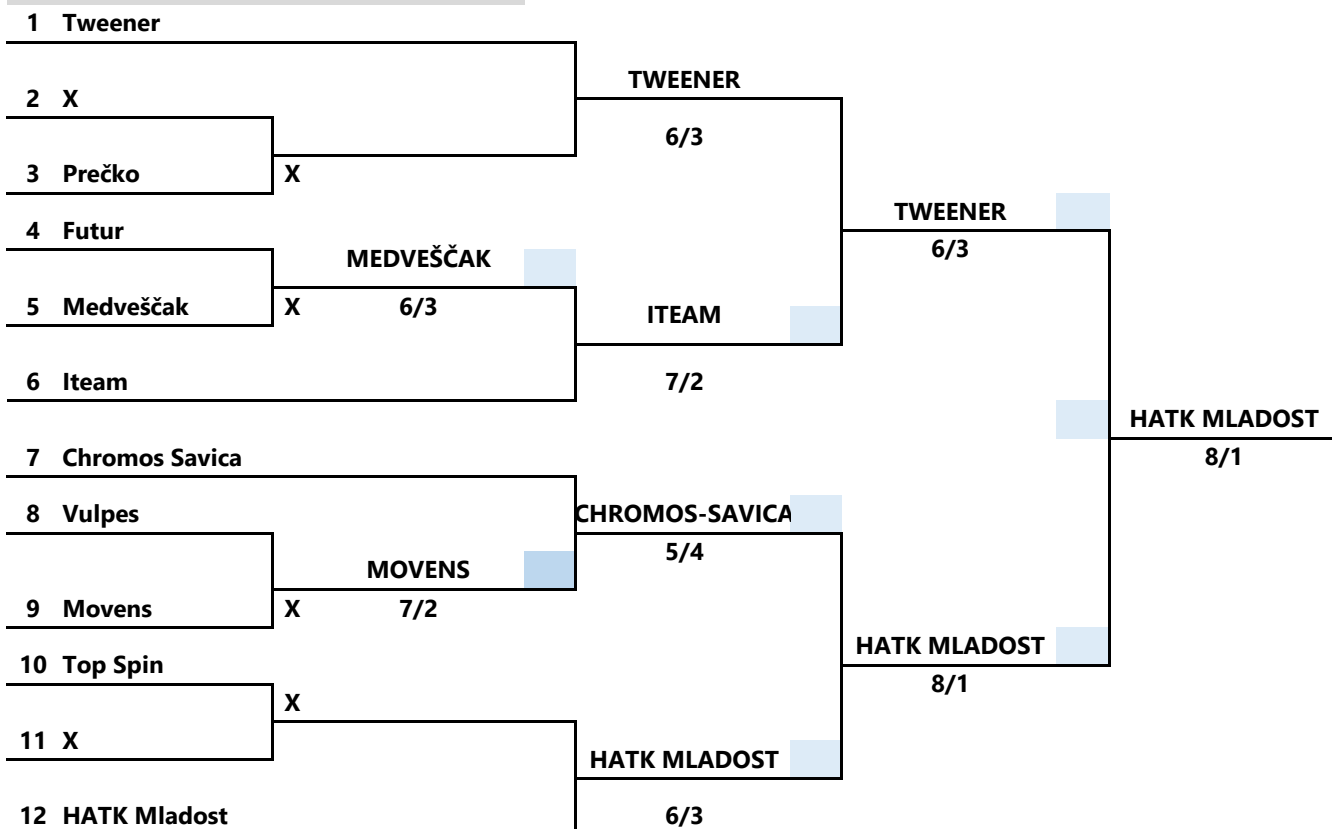 1 Tweener
TWEENER
2 X
6/3
3 Prečko X
TWEENER
4 Futur
6/3
MEDVEŠČAK
5 Medveščak X 6/3
ITEAM
6 Iteam 7/2
HATK MLADOST
7 Chromos Savica 8/1
8 Vulpes CHROMOS-SAVICA
5/4
MOVENS
9 Movens X 7/2
HATK MLADOST
10 Top Spin
8/1
X
11 X
HATK MLADOST
12 HATK Mladost 6/3